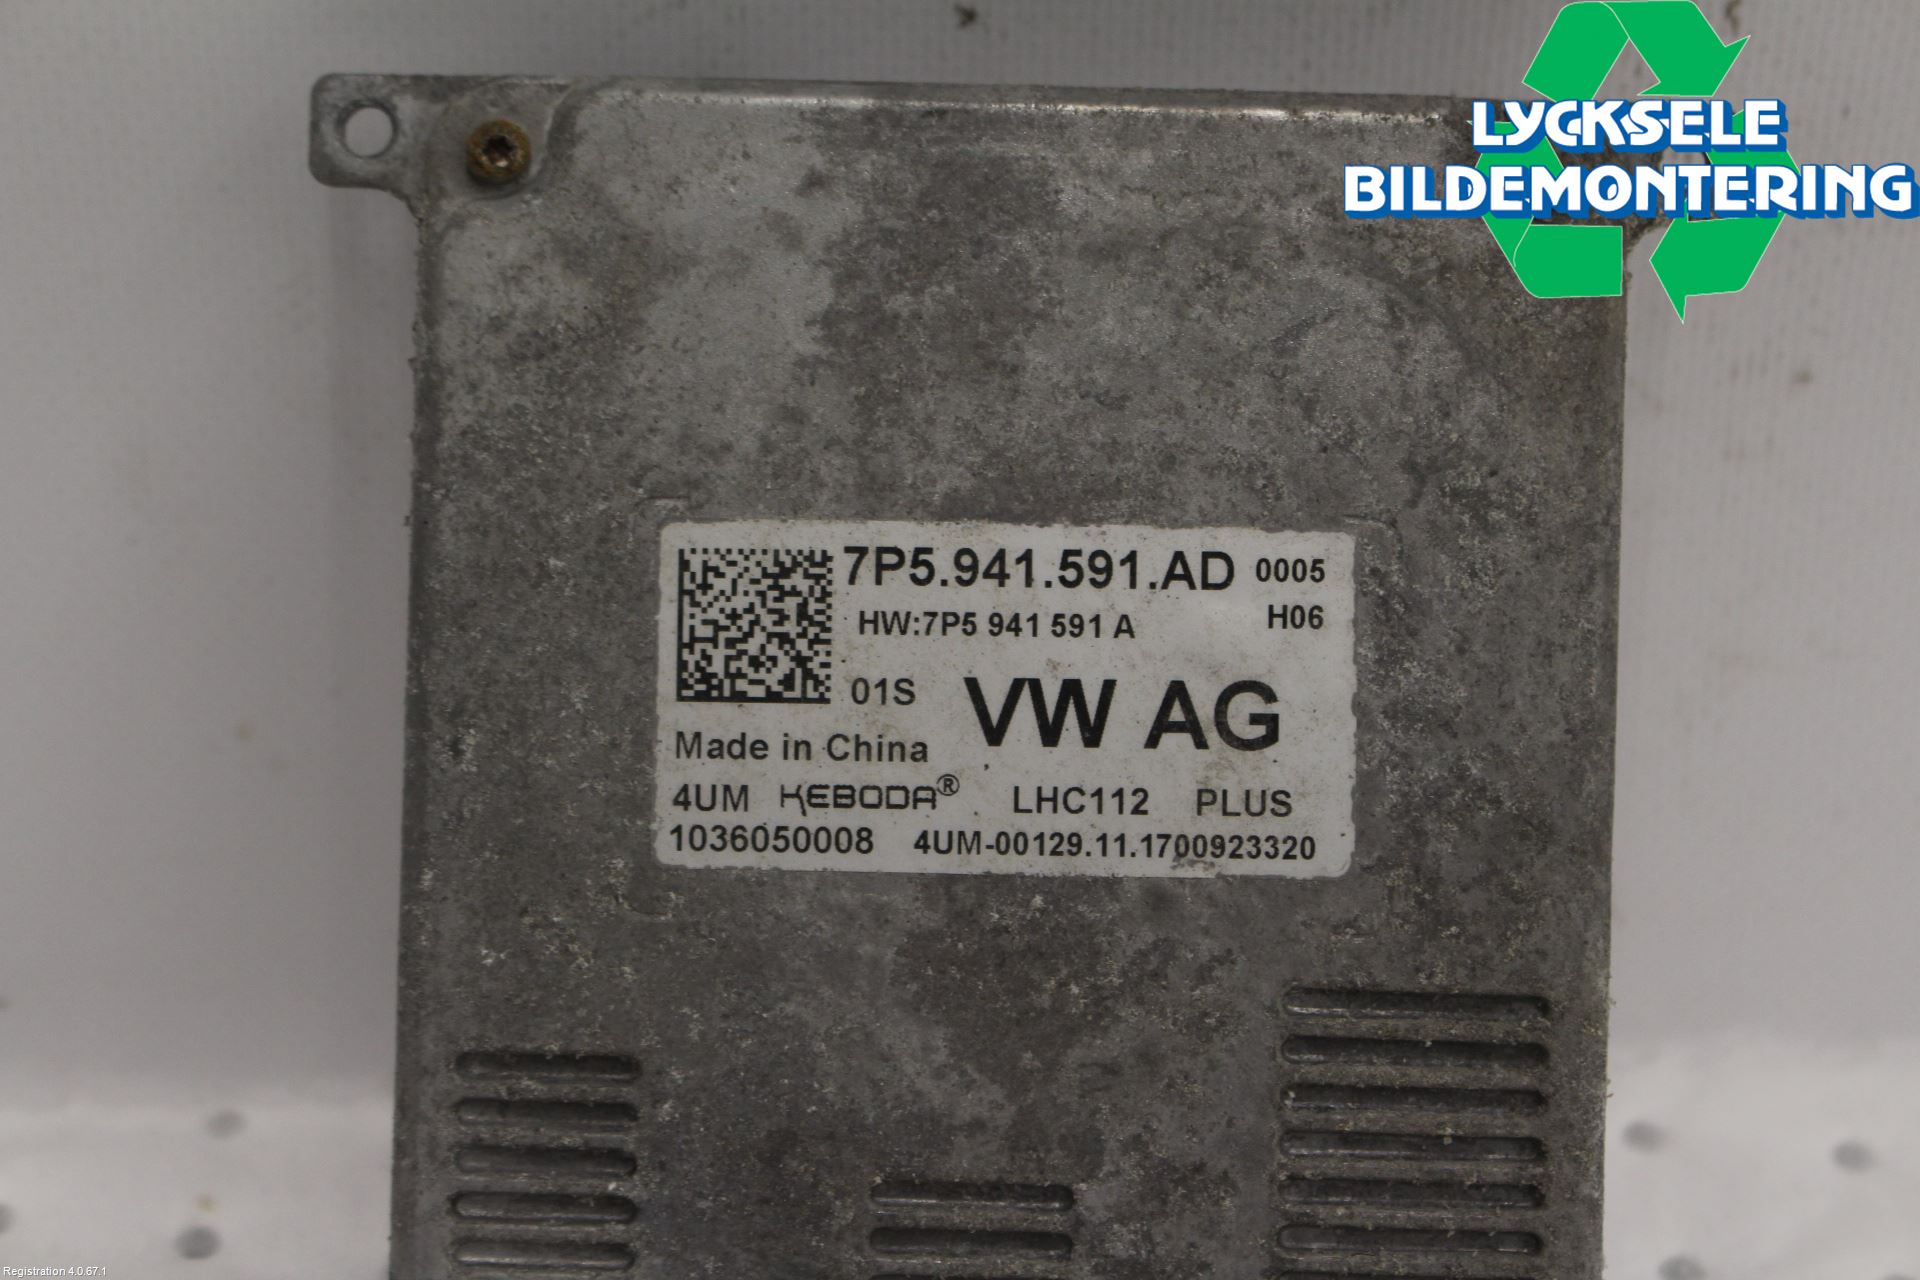 LYCKSELE
BILDEMONTERING
7P5.941.591.AD 0005
HW:7P5 941 591 A H06
01S VW AG
Made in China
4UM KEBODA® LHC112 PLUS
1036050008 4UM-00129.11.1700923320
Registration 4.0.67.1